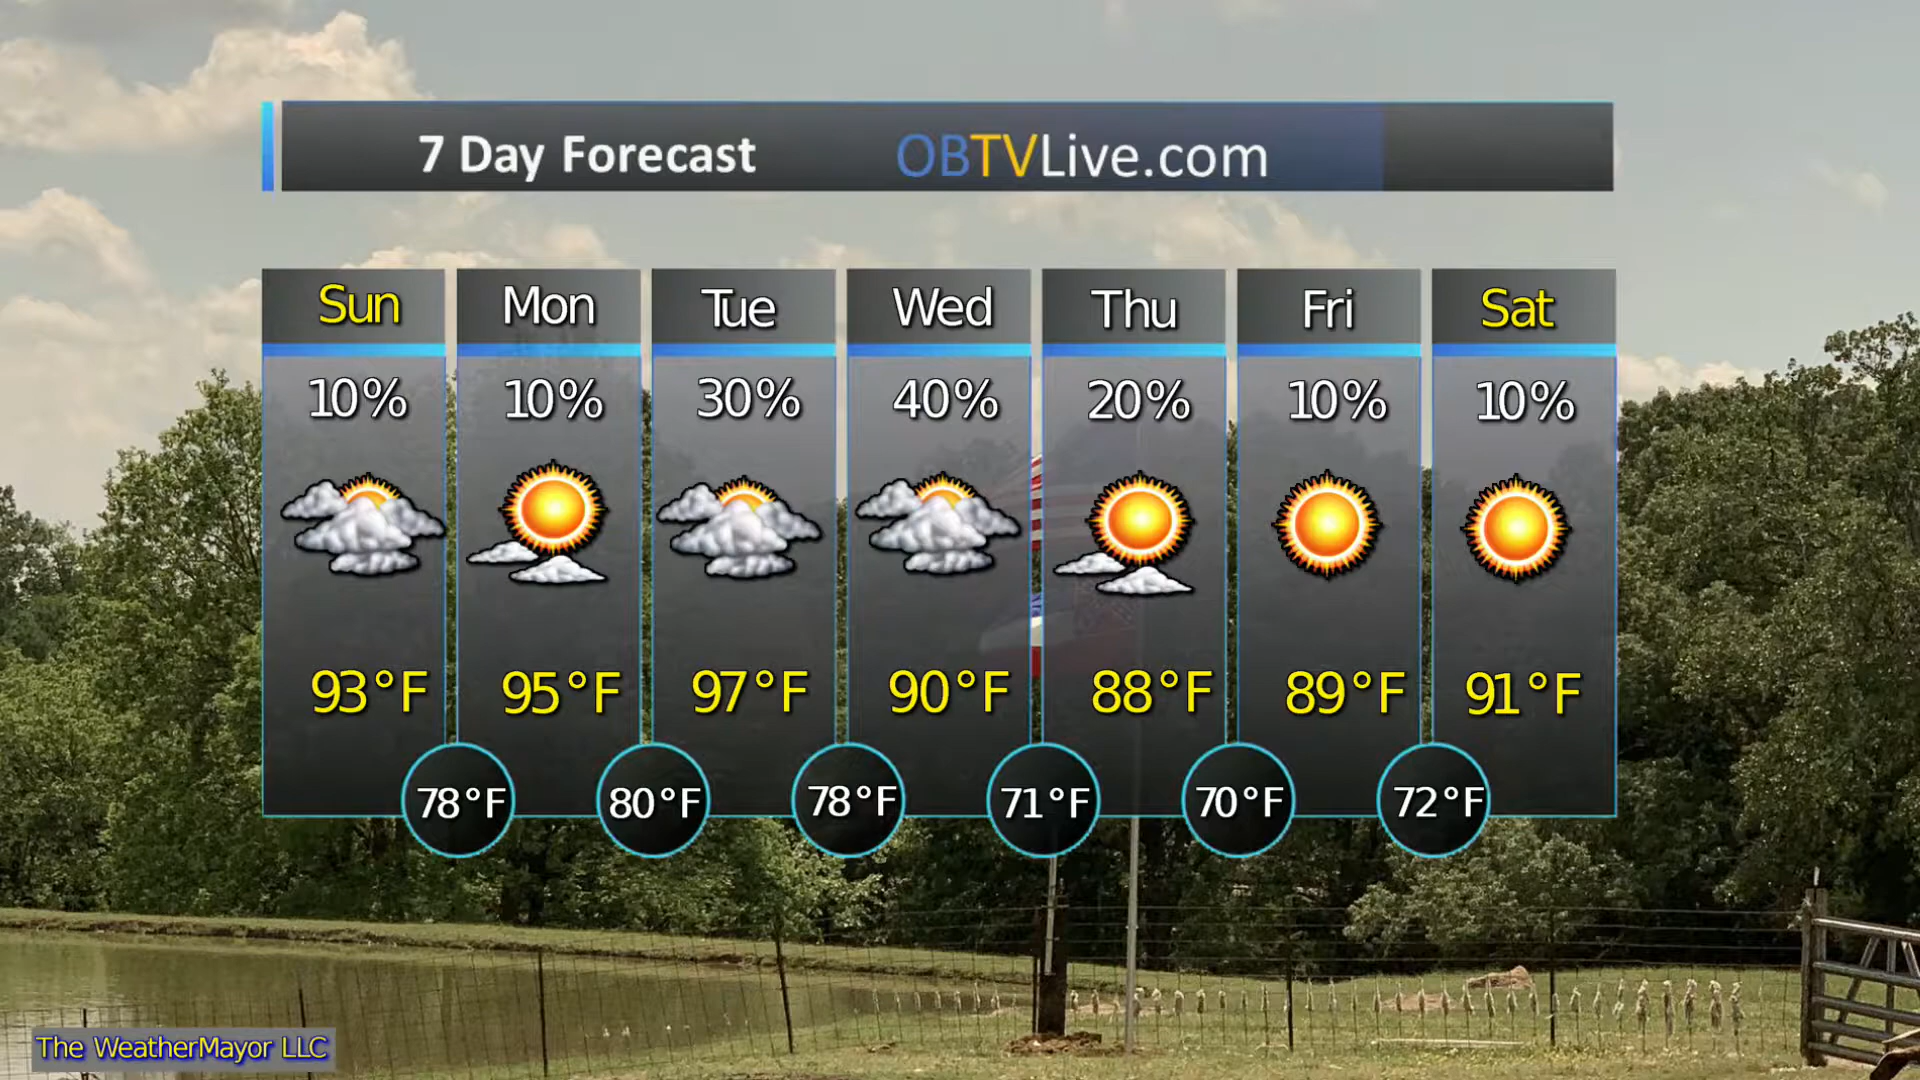 7 Day Forecast OBTVLive.com
Sun Mon Tue Wed Thu Fri Sat
10% 10% 30% 40% 20% 10% 10%
93°F 95°F 97°F 90°F 88°F 89°F 91°F
78°F 80°F 78°F 71°F 70°F 72°F
The WeatherMayor LLC